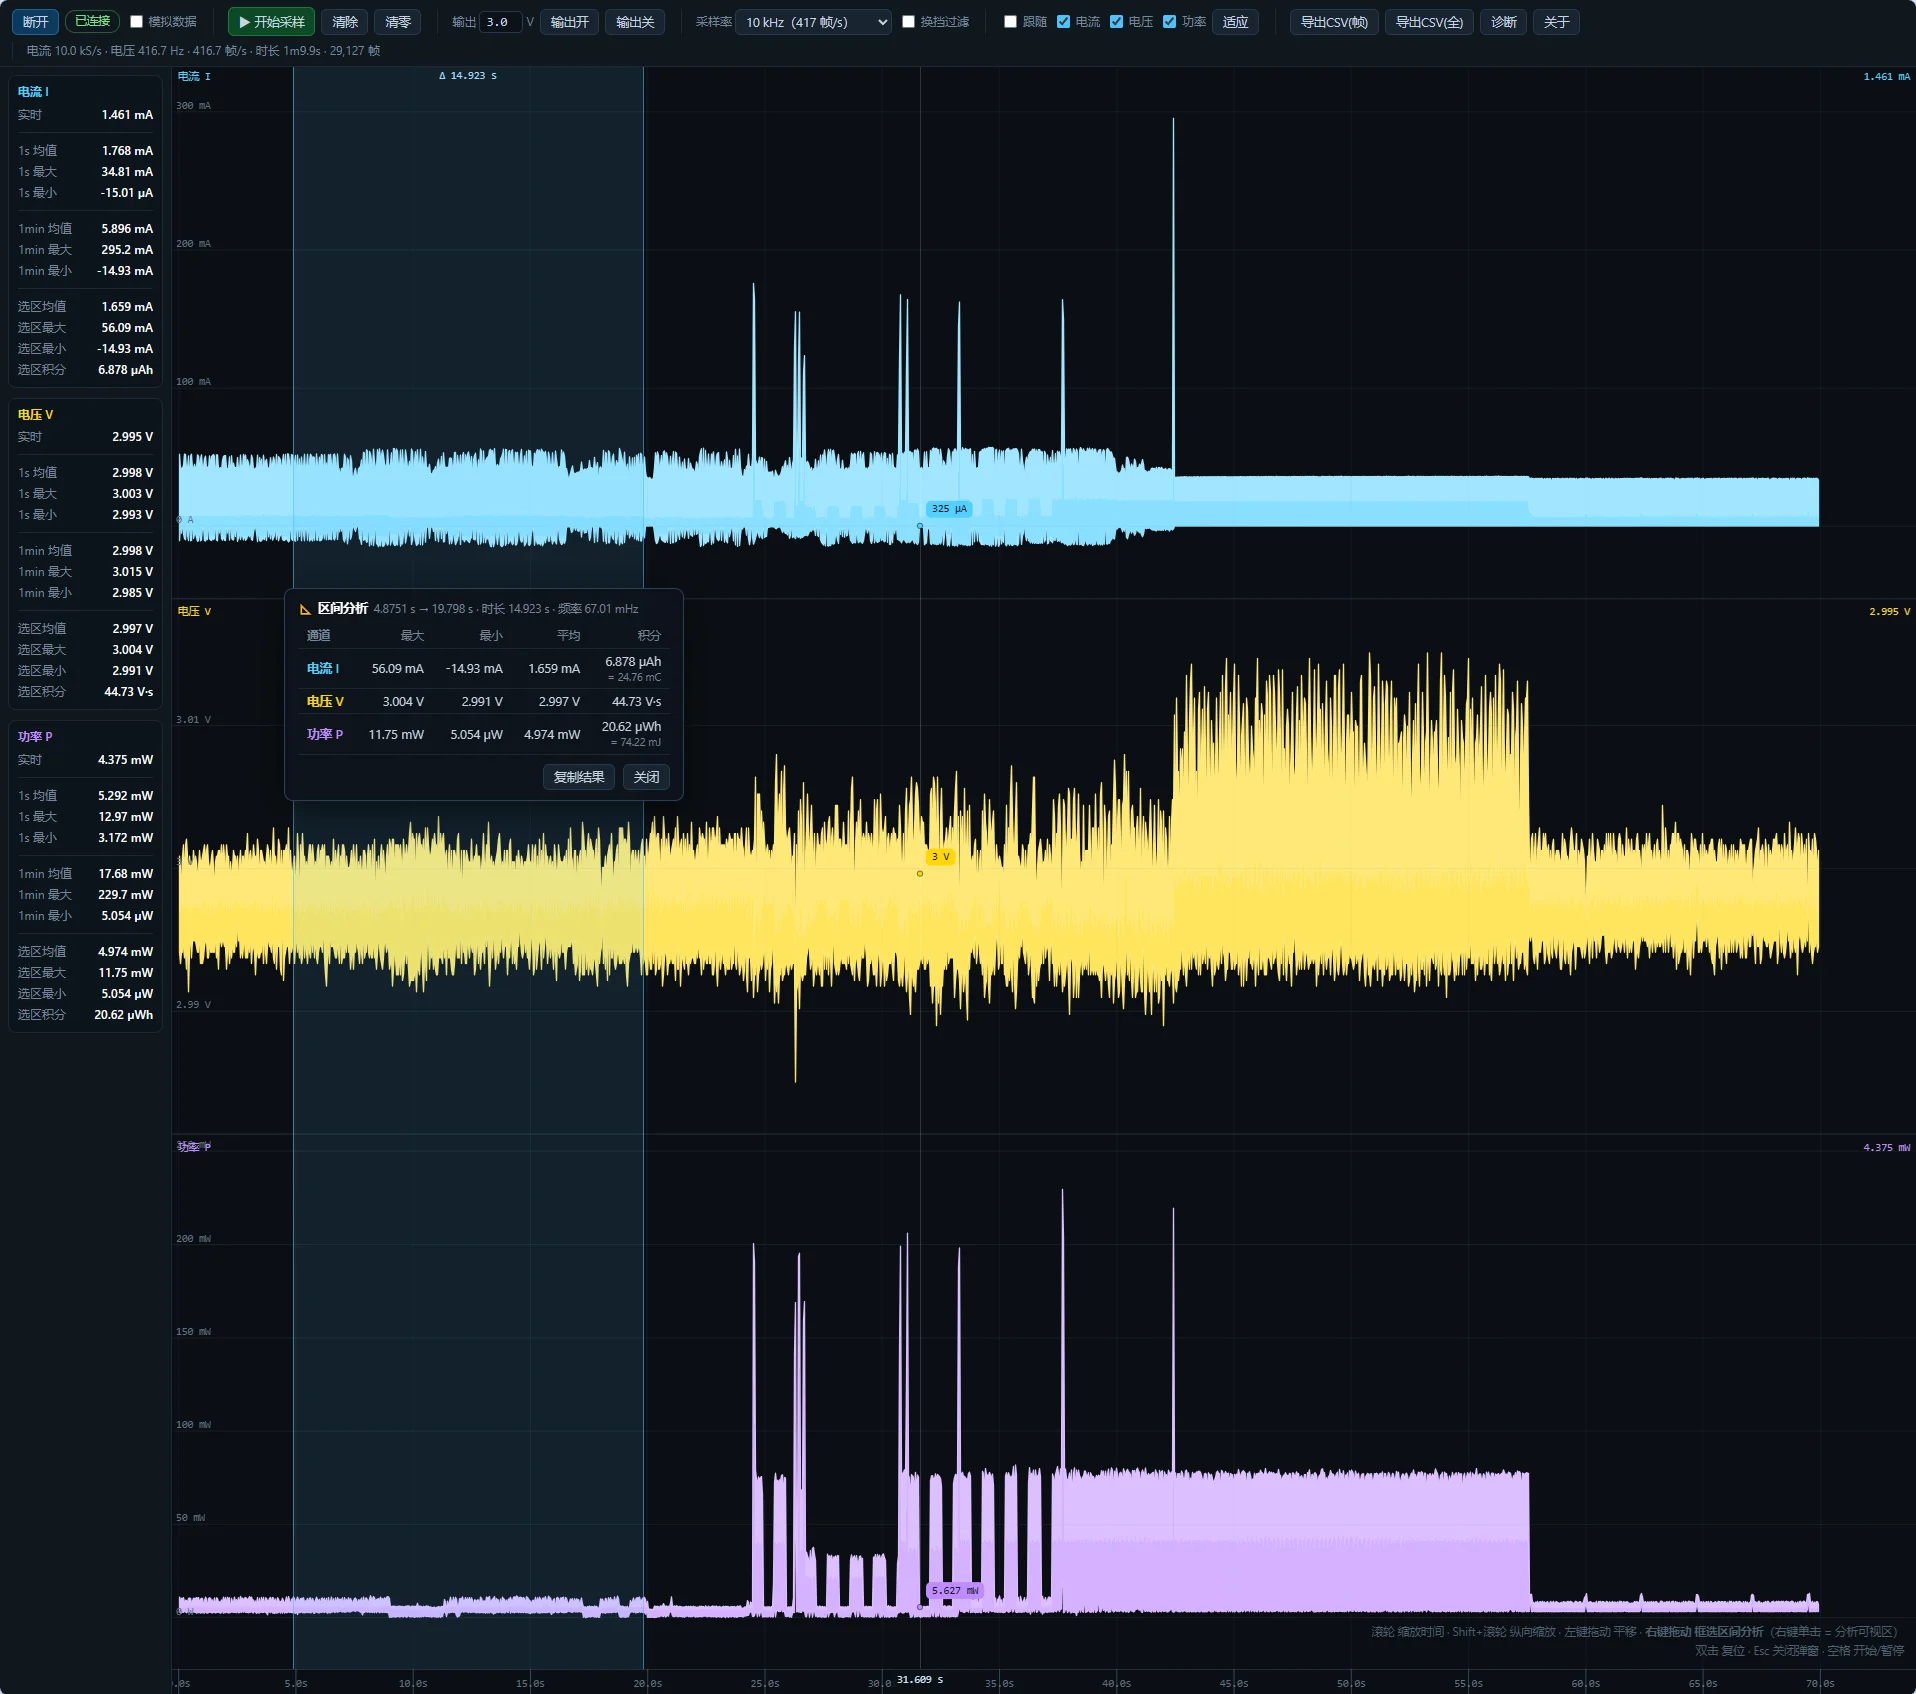 断开 已连接 模拟数据 ▶ 开始采样 清除 清零 输出 3.0 V 输出开 输出关 采样率 10 kHz（417 帧/s） 换挡过滤 跟随 电流 电压 功率 适应 导出CSV(帧) 导出CSV(全) 诊断 关于
电流 10.0 kS/s · 电压 416.7 Hz · 416.7 帧/s · 时长 1m9.9s · 29,127 帧
电流 I
实时 1.461 mA
1s 均值 1.768 mA
1s 最大 34.81 mA
1s 最小 -15.01 µA
1min 均值 5.896 mA
1min 最大 295.2 mA
1min 最小 -14.93 mA
选区均值 1.659 mA
选区最大 56.09 mA
选区最小 -14.93 mA
选区积分 6.878 µAh
电压 V
实时 2.995 V
1s 均值 2.998 V
1s 最大 3.003 V
1s 最小 2.993 V
1min 均值 2.998 V
1min 最大 3.015 V
1min 最小 2.985 V
选区均值 2.997 V
选区最大 3.004 V
选区最小 2.991 V
选区积分 44.73 V·s
功率 P
实时 4.375 mW
1s 均值 5.292 mW
1s 最大 12.97 mW
1s 最小 3.172 mW
1min 均值 17.68 mW
1min 最大 229.7 mW
1min 最小 5.054 µW
选区均值 4.974 mW
选区最大 11.75 mW
选区最小 5.054 µW
选区积分 20.62 µWh
电流 I Δ 14.923 s 1.461 mA
300 mA
200 mA
100 mA
325 µA
0 A
区间分析 4.8751 s → 19.798 s · 时长 14.923 s · 频率 67.01 mHz
通道 最大 最小 平均 积分
电流 I 56.09 mA -14.93 mA 1.659 mA 6.878 µAh
= 24.76 mC
电压 V 3.004 V 2.991 V 2.997 V 44.73 V·s
功率 P 11.75 mW 5.054 µW 4.974 mW 20.62 µWh
= 74.22 mJ
复制结果 关闭
电压 V 2.995 V
3.01 V
3 V
2.99 V
功率 P 4.375 mW
200 mW
150 mW
100 mW
50 mW
5.627 mW
滚轮 缩放时间 · Shift+滚轮 纵向缩放 · 左键拖动 平移 · 右键拖动 框选区间分析（右键单击 = 分析可视区）
双击 复位 · Esc 关闭弹窗 · 空格 开始/暂停
5.0s 10.0s 15.0s 20.0s 25.0s 30.0 31.609 s 35.0s 40.0s 45.0s 50.0s 55.0s 60.0s 65.0s 70.0s